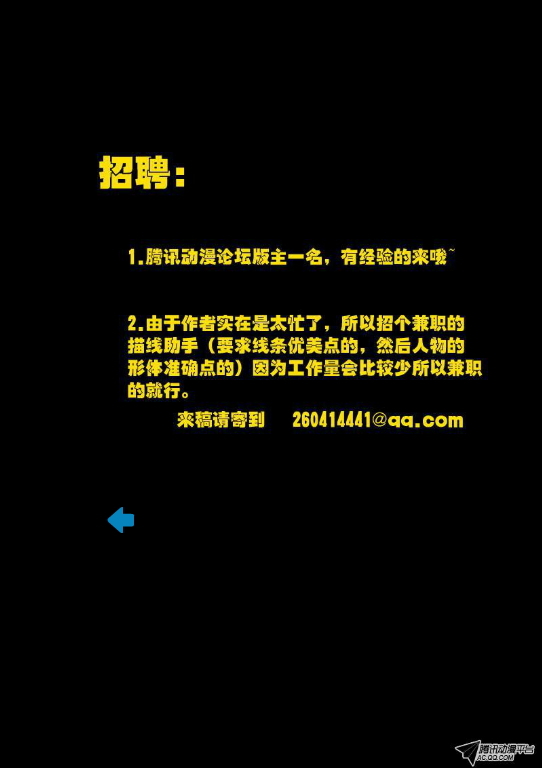 招聘：
1.腾讯动漫论坛版主一名，有经验的来哦~
2.由于作者实在是太忙了，所以招个兼职的
描线助手（要求线条优美点的，然后人物的
形体准确点的）因为工作量会比较少所以兼职
的就行。
来稿请寄到 260414441@qq.com
腾讯动漫平台
AC.QQ.COM